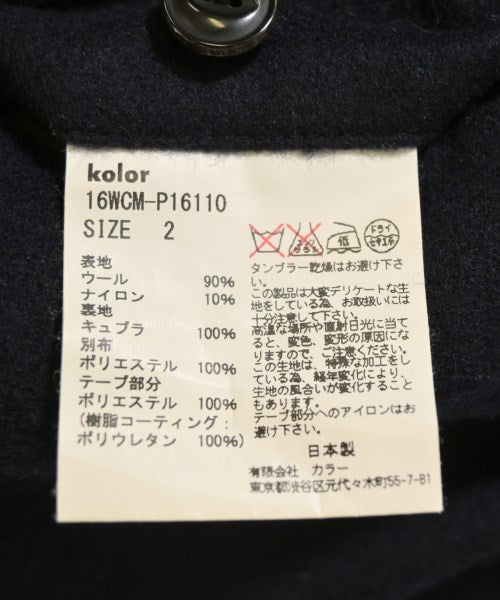 kolor
16WCM-P16110
SIZE 2
表地
ウール 90%
ナイロン 10%
裏地
キュプラ 100%
別布
ポリエステル 100%
テープ部分
ポリエステル 100%
(樹脂コーティング:
ポリウレタン 100%)
ドライ
セキユ系
タンブラー乾燥はお避け下さ
い。
この製品は大変デリケートな生
地をしている為、お取扱いには
十分注意して下さい。
高温な場所や直射日光に当て
ると、変色、変形の原因にな
りますので、ご注意ください。
この生地は、特殊な加工が
している為、経年変化により、
生地の風合いが変化すること
もあります。
テープ部分へのアイロンはお
避け下さい。
日本製
有限会社 カラー
東京都渋谷区元代々木町55-7-B1